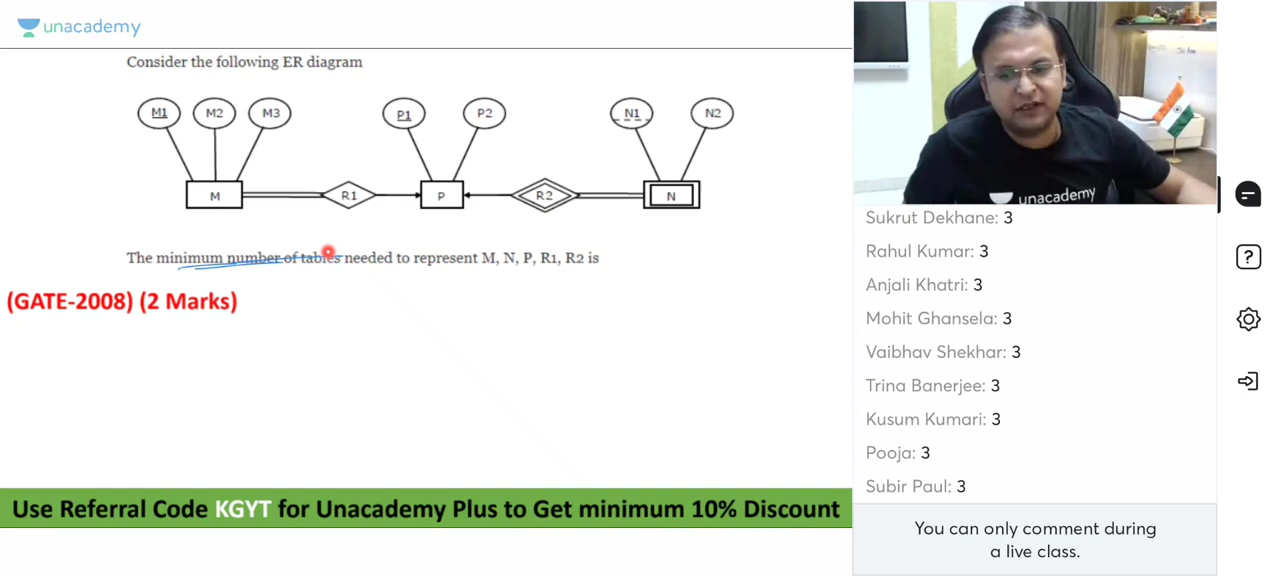 unacademy
Consider the following ER diagram
M1 M2 M3 P1 P2 N1 N2
M R1 P R2 N
The minimum number of tables needed to represent M, N, P, R1, R2 is
(GATE-2008) (2 Marks)
Use Referral Code KGYT for Unacademy Plus to Get minimum 10% Discount
unacademy
Sukrut Dekhane: 3
Rahul Kumar: 3
Anjali Khatri: 3
Mohit Ghansela: 3
Vaibhav Shekhar: 3
Trina Banerjee: 3
Kusum Kumari: 3
Pooja: 3
Subir Paul: 3
You can only comment during
a live class.
?